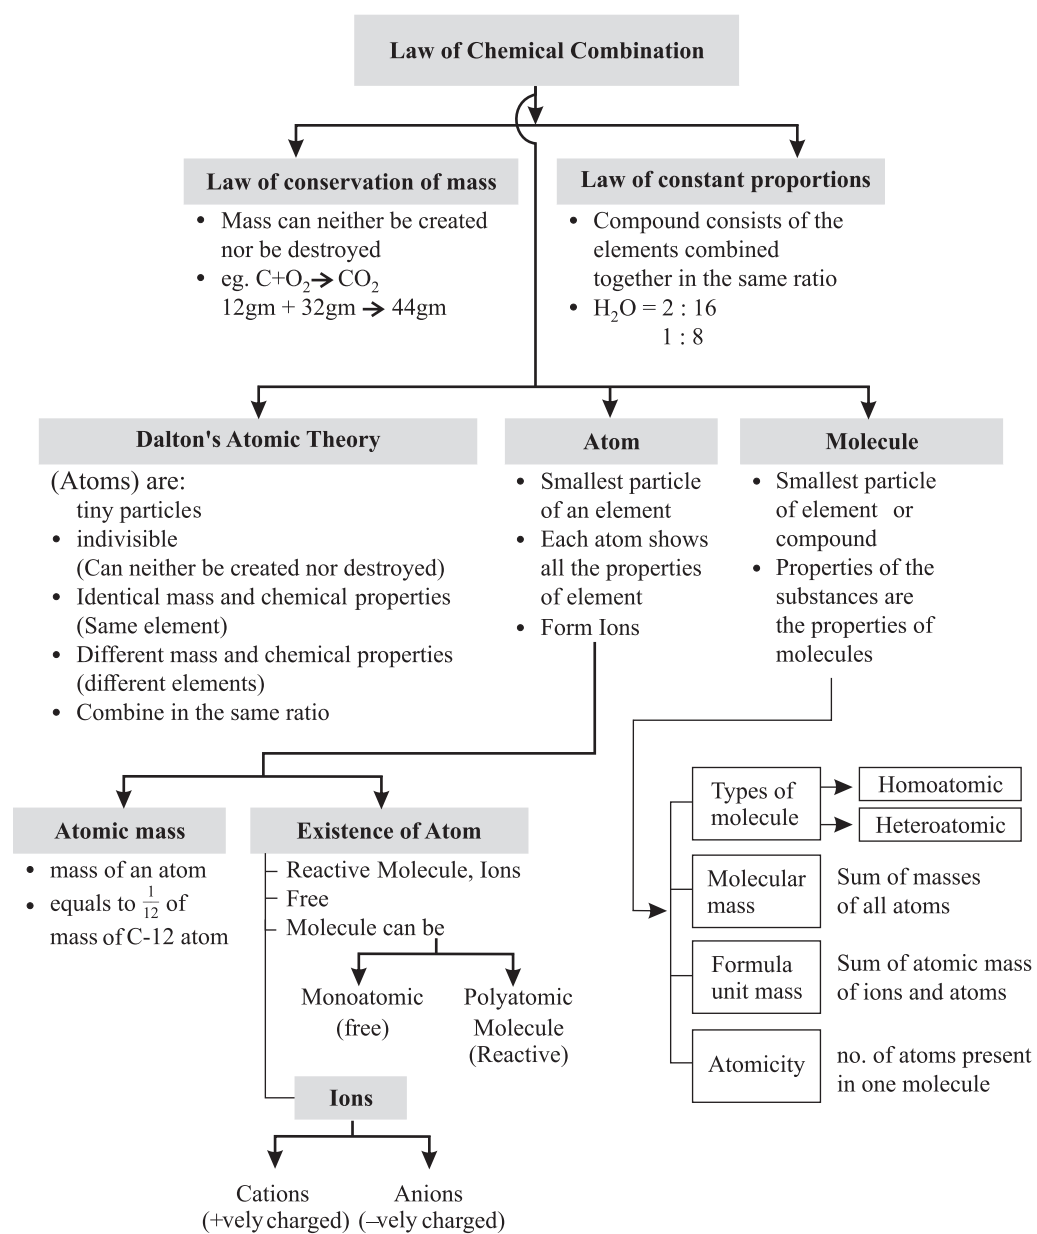 Law of Chemical Combination
Law of conservation of mass
• Mass can neither be created
nor be destroyed
• eg. C+O₂→CO₂
12gm + 32gm → 44gm
Law of constant proportions
• Compound consists of the
elements combined
together in the same ratio
• H₂O = 2 : 16
1 : 8
Dalton's Atomic Theory
(Atoms) are:
tiny particles
• indivisible
(Can neither be created nor destroyed)
• Identical mass and chemical properties
(Same element)
• Different mass and chemical properties
(different elements)
• Combine in the same ratio
Atom
• Smallest particle
of an element
• Each atom shows
all the properties
of element
• Form Ions
Molecule
• Smallest particle
of element or
compound
• Properties of the
substances are
the properties of
molecules
Atomic mass
• mass of an atom
• equals to 1/12 of
mass of C-12 atom
Existence of Atom
Reactive Molecule, Ions
Free
Molecule can be
Monoatomic
(free)
Polyatomic
Molecule
(Reactive)
Ions
Cations
(+vely charged)
Anions
(–vely charged)
Types of
molecule
Homoatomic
Heteroatomic
Molecular
mass
Sum of masses
of all atoms
Formula
unit mass
Sum of atomic mass
of ions and atoms
Atomicity
no. of atoms present
in one molecule